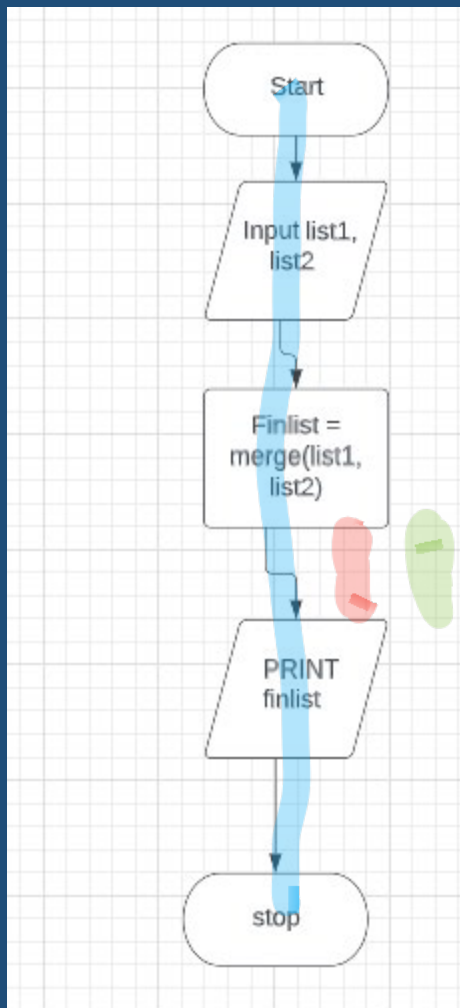 Start
Input list1,
list2
Finlist =
merge(list1,
list2)
PRINT
finlist
stop